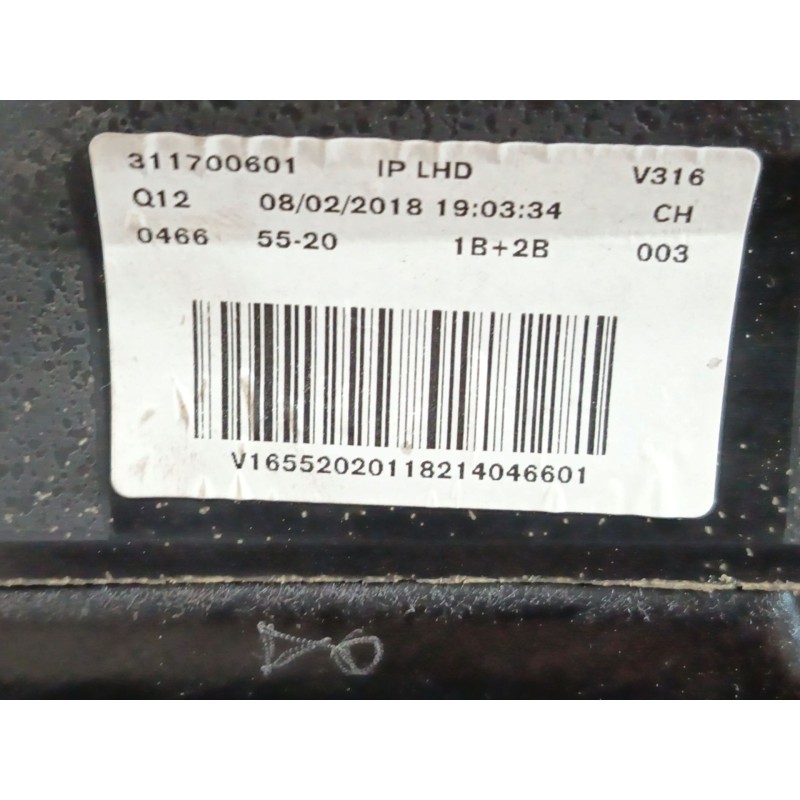 311700601 IP LHD V316
Q12 08/02/2018 19:03:34 CH
0466 55-20 1B+2B 003
V16552020118214046601